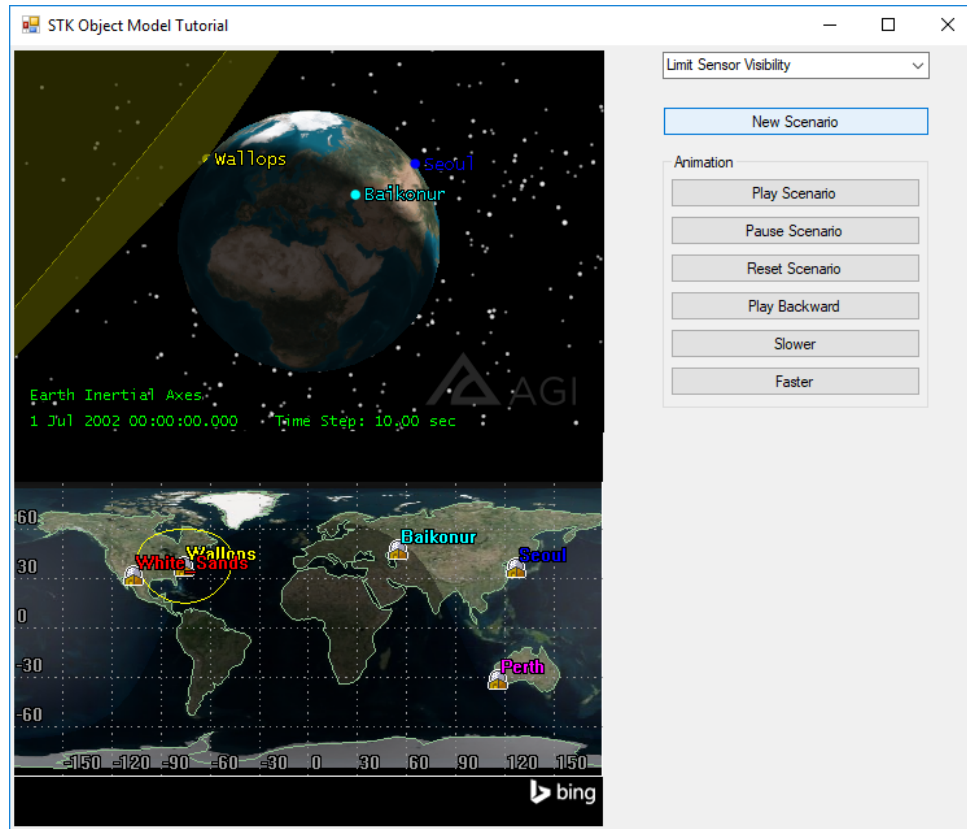 STK Object Model Tutorial
Limit Sensor Visibility
New Scenario
Animation
Play Scenario
Pause Scenario
Reset Scenario
Play Backward
Slower
Faster
Wallops
Seoul
Baikonur
AGI
Earth Inertial Axes
1 Jul 2002 00:00:00.000 Time Step: 10.00 sec
60
Baikonur
Wallops
Seoul
White_Sands
30
0
Perth
-30
-60
-150 -120 -90 -60 -30 0 30 60 90 120 150
bing